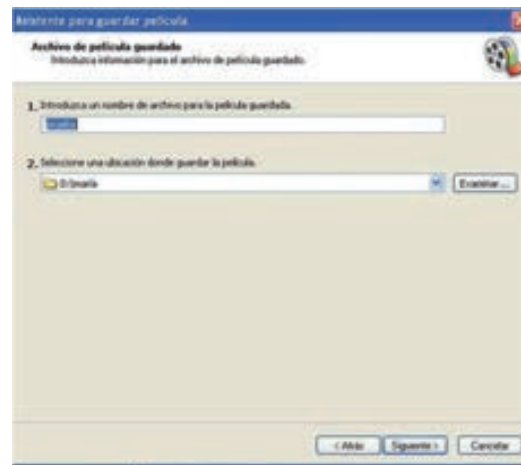 Asistente para guardar película
Archivo de película guardado
Introduzca información para el archivo de película guardado.
1. Introduzca un nombre de archivo para la película guardada.
2. Seleccione una ubicación donde guardar la película.
Examinar...
< Atrás
Siguiente >
Cancelar